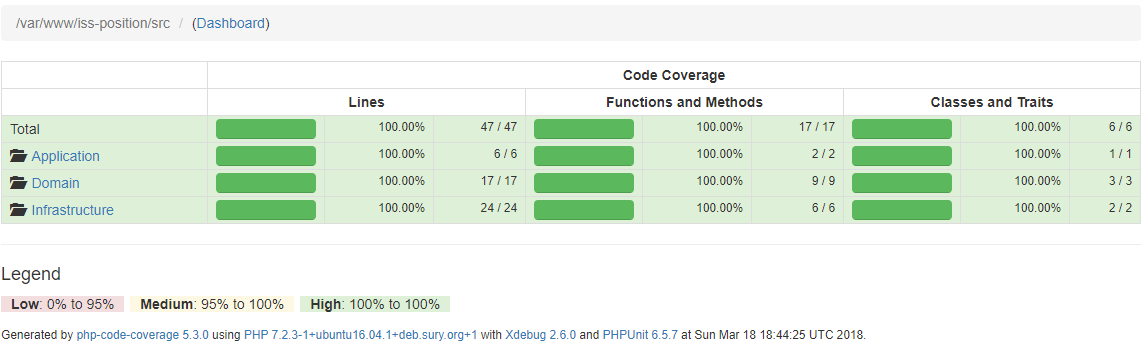 /var/www/iss-position/src / (Dashboard)
Code Coverage
Lines Functions and Methods Classes and Traits
Total 100.00% 47 / 47 100.00% 17 / 17 100.00% 6 / 6
Application 100.00% 6 / 6 100.00% 2 / 2 100.00% 1 / 1
Domain 100.00% 17 / 17 100.00% 9 / 9 100.00% 3 / 3
Infrastructure 100.00% 24 / 24 100.00% 6 / 6 100.00% 2 / 2
Legend
Low: 0% to 95% Medium: 95% to 100% High: 100% to 100%
Generated by php-code-coverage 5.3.0 using PHP 7.2.3-1+ubuntu16.04.1+deb.sury.org+1 with Xdebug 2.6.0 and PHPUnit 6.5.7 at Sun Mar 18 18:44:25 UTC 2018.